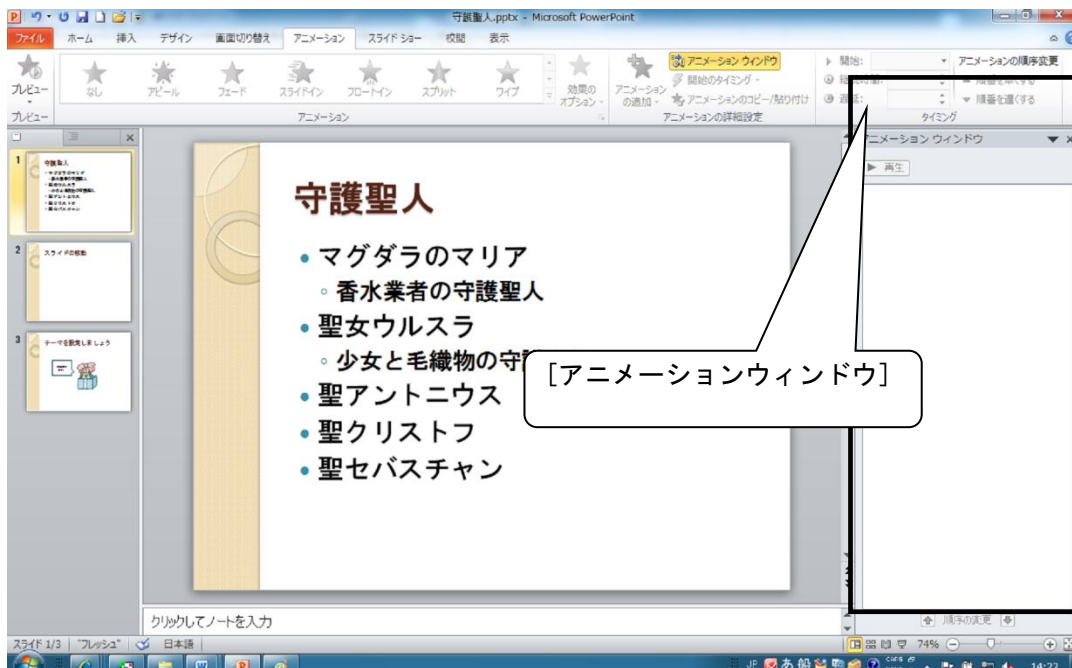 守護聖人.pptx - Microsoft PowerPoint
ファイル ホーム 挿入 デザイン 画面切り替え アニメーション スライド ショー 校閲 表示
プレビュー
なし アピール フェード スライドイン フロートイン スプリット ワイプ
効果のオプション
アニメーションの追加
アニメーション ウィンドウ
開始のタイミング
アニメーションのコピー/貼り付け
開始:
遅延:
アニメーションの順序変更
順番を早くする
順番を遅くする
プレビュー アニメーション アニメーションの詳細設定 タイミング
1
守護聖人
2
スライドの移動
3
テーマを設定しましょう
守護聖人
• マグダラのマリア
◦ 香水業者の守護聖人
• 聖女ウルスラ
◦ 少女と毛織物の守
• 聖アントニウス
• 聖クリストフ
• 聖セバスチャン
[アニメーションウィンドウ]
アニメーション ウィンドウ
再生
順序の変更
クリックしてノートを入力
スライド 1/3 "フレッシュ" 日本語 74%
JP あ 般 14:27